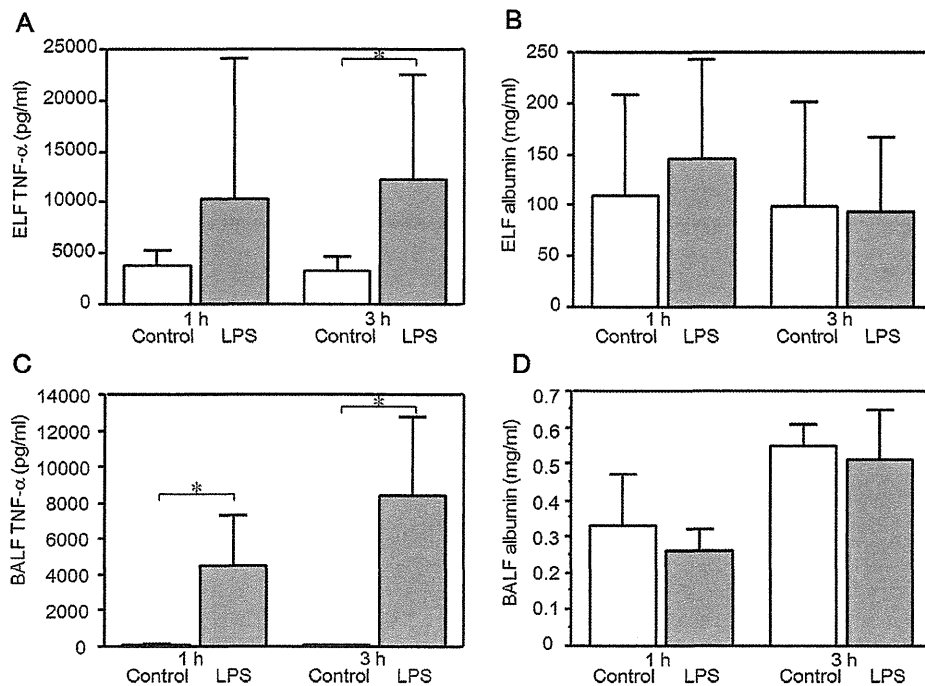 A
ELF TNF-α (pg/ml)
25000
20000
15000
10000
5000
0
*
1 h
3 h
Control LPS
Control LPS
B
ELF albumin (mg/ml)
250
200
150
100
50
0
1 h
3 h
Control LPS
Control LPS
C
BALF TNF-α (pg/ml)
14000
12000
10000
8000
6000
4000
2000
0
*
*
1 h
3 h
Control LPS
Control LPS
D
BALF albumin (mg/ml)
0.7
0.6
0.5
0.4
0.3
0.2
0.1
0
1 h
3 h
Control LPS
Control LPS